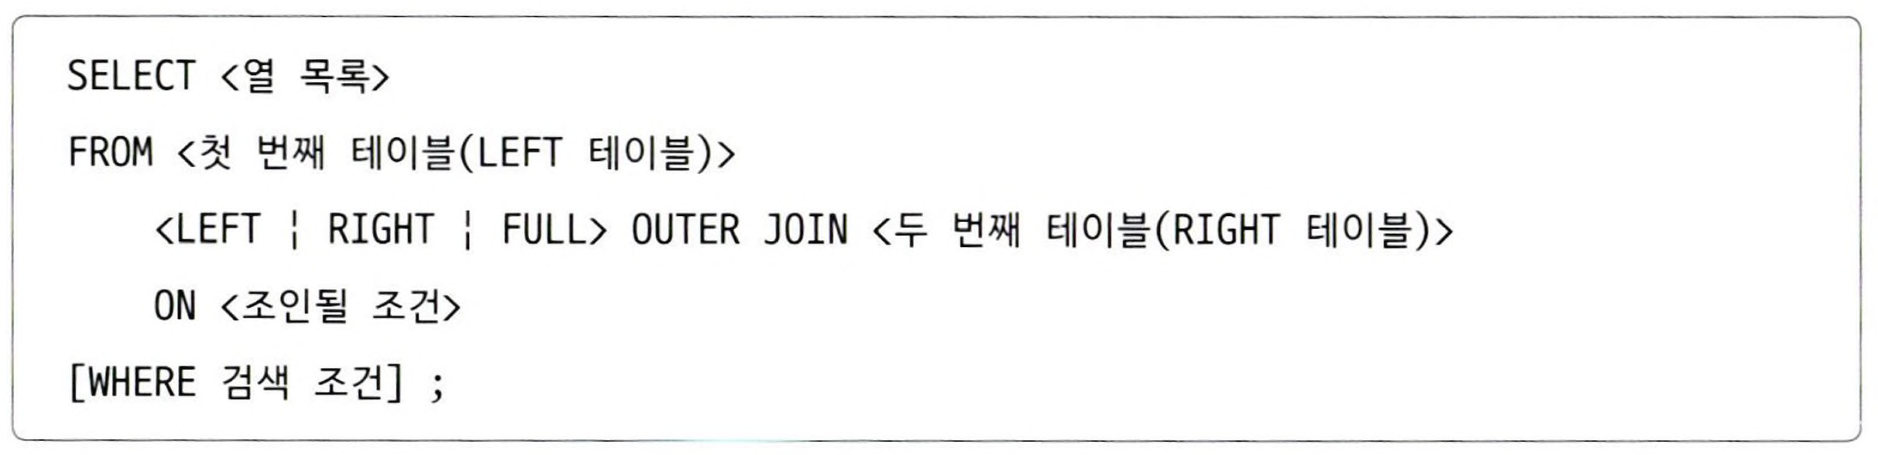 SELECT <열 목록>
FROM <첫 번째 테이블(LEFT 테이블)>
<LEFT ¦ RIGHT ¦ FULL> OUTER JOIN <두 번째 테이블(RIGHT 테이블)>
ON <조인될 조건>
[WHERE 검색 조건] ;